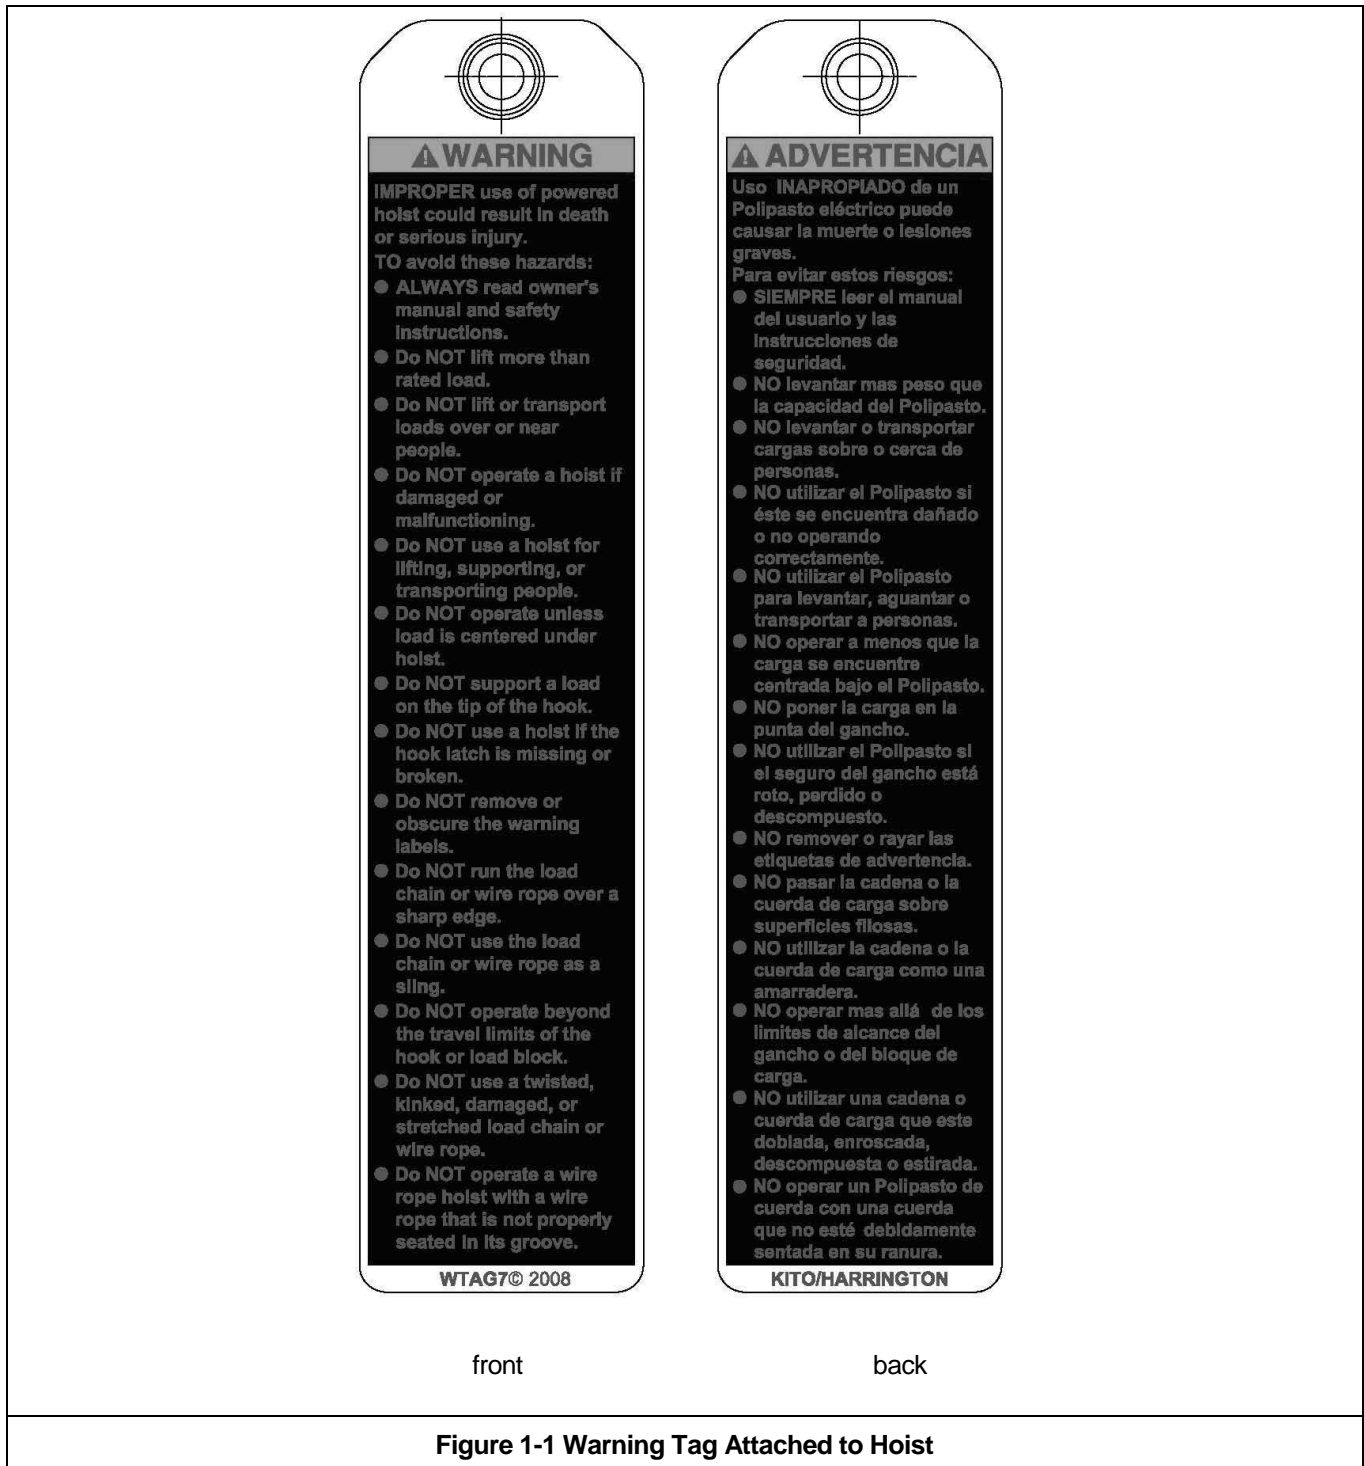 WARNING
IMPROPER use of powered
hoist could result in death
or serious injury.
TO avoid these hazards:
● ALWAYS read owner's
manual and safety
instructions.
● Do NOT lift more than
rated load.
● Do NOT lift or transport
loads over or near
people.
● Do NOT operate a hoist if
damaged or
malfunctioning.
● Do NOT use a hoist for
lifting, supporting, or
transporting people.
● Do NOT operate unless
load is centered under
hoist.
● Do NOT support a load
on the tip of the hook.
● Do NOT use a hoist if the
hook latch is missing or
broken.
● Do NOT remove or
obscure the warning
labels.
● Do NOT run the load
chain or wire rope over a
sharp edge.
● Do NOT use the load
chain or wire rope as a
sling.
● Do NOT operate beyond
the travel limits of the
hook or load block.
● Do NOT use a twisted,
kinked, damaged, or
stretched load chain or
wire rope.
● Do NOT operate a wire
rope hoist with a wire
rope that is not properly
seated in its groove.
WTAG7© 2008
front
ADVERTENCIA
Uso INAPROPIADO de un
Polipasto eléctrico puede
causar la muerte o lesiones
graves.
Para evitar estos riesgos:
● SIEMPRE leer el manual
del usuario y las
instrucciones de
seguridad.
● NO levantar mas peso que
la capacidad del Polipasto.
● NO levantar o transportar
cargas sobre o cerca de
personas.
● NO utilizar el Polipasto si
éste se encuentra dañado
o no operando
correctamente.
● NO utilizar el Polipasto
para levantar, aguantar o
transportar a personas.
● NO operar a menos que la
carga se encuentre
centrada bajo el Polipasto.
● NO poner la carga en la
punta del gancho.
● NO utilizar el Polipasto si
el seguro del gancho está
roto, perdido o
descompuesto.
● NO remover o rayar las
etiquetas de advertencia.
● NO pasar la cadena o la
cuerda de carga sobre
superficies filosas.
● NO utilizar la cadena o la
cuerda de carga como una
amarradera.
● NO operar mas allá de los
limites de alcance del
gancho o del bloque de
carga.
● NO utilizar una cadena o
cuerda de carga que este
doblada, enroscada,
descompuesta o estirada.
● NO operar un Polipasto de
cuerda con una cuerda
que no esté debidamente
sentada en su ranura.
KITO/HARRINGTON
back
Figure 1-1 Warning Tag Attached to Hoist